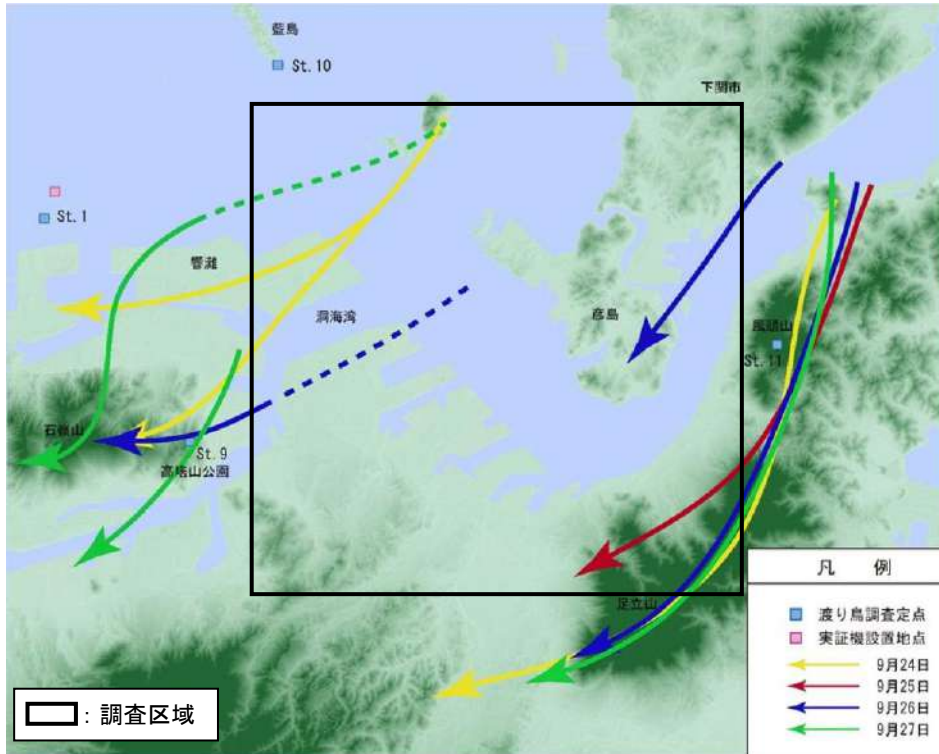 藍島
St.10
下関市
St.1
響灘
洞海湾
彦島
風頭山
St.11
石峰山
St.9
高塔山公園
足立山
凡 例
渡り鳥調査定点
実証機設置地点
9月24日
9月25日
9月26日
9月27日
：調査区域